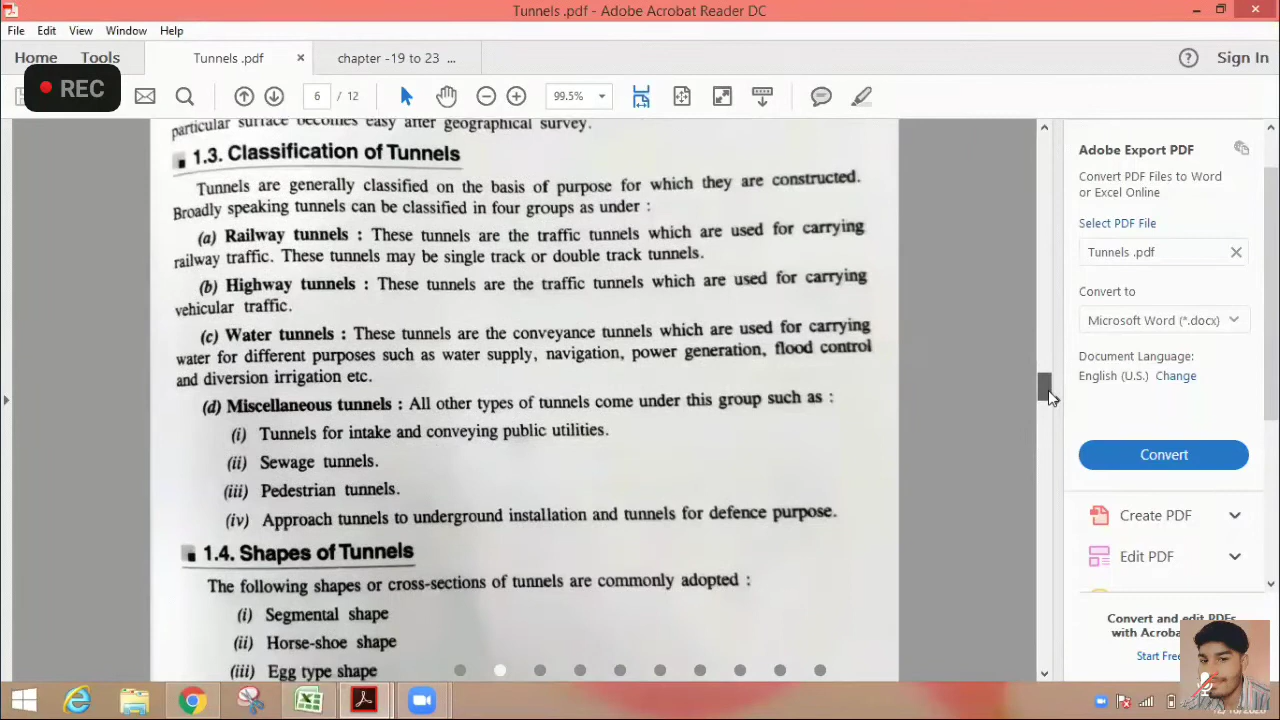 Tunnels .pdf - Adobe Acrobat Reader DC
File Edit View Window Help
Home Tools Tunnels .pdf chapter -19 to 23 ... Sign In
REC 6 / 12 99.5%
particular surface becomes easy after geographical survey.
1.3. Classification of Tunnels
Tunnels are generally classified on the basis of purpose for which they are constructed.
Broadly speaking tunnels can be classified in four groups as under :
(a) Railway tunnels : These tunnels are the traffic tunnels which are used for carrying
railway traffic. These tunnels may be single track or double track tunnels.
(b) Highway tunnels : These tunnels are the traffic tunnels which are used for carrying
vehicular traffic.
(c) Water tunnels : These tunnels are the conveyance tunnels which are used for carrying
water for different purposes such as water supply, navigation, power generation, flood control
and diversion irrigation etc.
(d) Miscellaneous tunnels : All other types of tunnels come under this group such as :
(i) Tunnels for intake and conveying public utilities.
(ii) Sewage tunnels.
(iii) Pedestrian tunnels.
(iv) Approach tunnels to underground installation and tunnels for defence purpose.
1.4. Shapes of Tunnels
The following shapes or cross-sections of tunnels are commonly adopted :
(i) Segmental shape
(ii) Horse-shoe shape
(iii) Egg type shape
Adobe Export PDF
Convert PDF Files to Word
or Excel Online
Select PDF File
Tunnels .pdf
Convert to
Microsoft Word (*.docx)
Document Language:
English (U.S.) Change
Convert
Create PDF
Edit PDF
Convert and edit PDFs
with Acrobat
Start Free